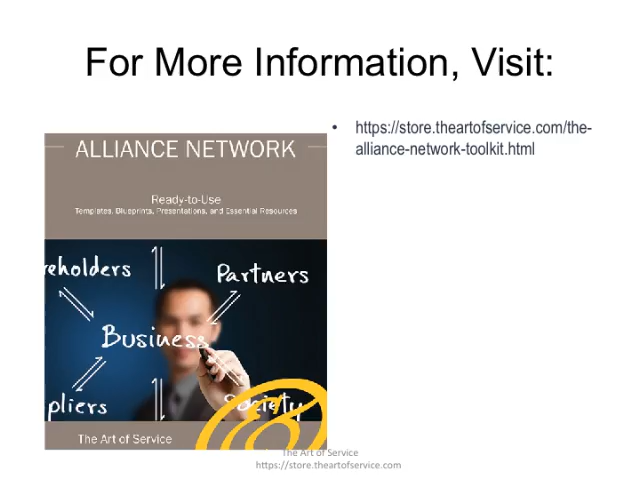 For More Information, Visit:
• https://store.theartofservice.com/the-
alliance-network-toolkit.html
ALLIANCE NETWORK
Ready-to-Use
Templates, Blueprints, Presentations, and Essential Resources
reholders
Partners
Business
pliers
Society
The Art of Service
The Art of Service
https://store.theartofservice.com